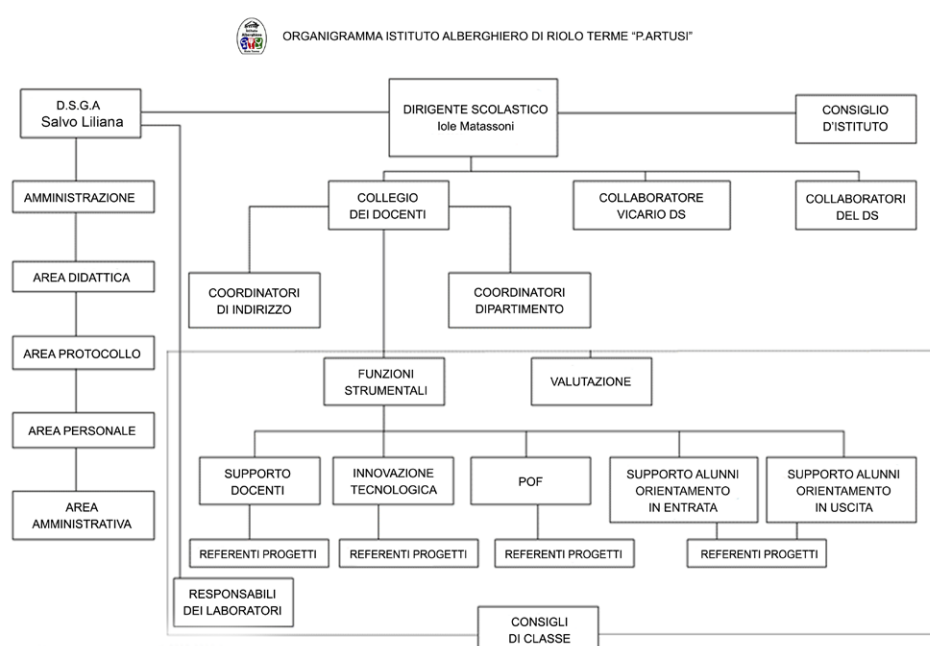 ORGANIGRAMMA ISTITUTO ALBERGHIERO DI RIOLO TERME “P.ARTUSI”
D.S.G.A
Salvo Liliana
DIRIGENTE SCOLASTICO
Iole Matassoni
CONSIGLIO
D'ISTITUTO
AMMINISTRAZIONE
COLLEGIO
DEI DOCENTI
COLLABORATORE
VICARIO DS
COLLABORATORI
DEL DS
AREA DIDATTICA
COORDINATORI
DI INDIRIZZO
COORDINATORI
DIPARTIMENTO
AREA PROTOCOLLO
FUNZIONI
STRUMENTALI
VALUTAZIONE
AREA PERSONALE
SUPPORTO
DOCENTI
INNOVAZIONE
TECNOLOGICA
POF
SUPPORTO ALUNNI
ORIENTAMENTO
IN ENTRATA
SUPPORTO ALUNNI
ORIENTAMENTO
IN USCITA
AREA
AMMINISTRATIVA
REFERENTI PROGETTI
REFERENTI PROGETTI
REFERENTI PROGETTI
REFERENTI PROGETTI
RESPONSABILI
DEI LABORATORI
CONSIGLI
DI CLASSE